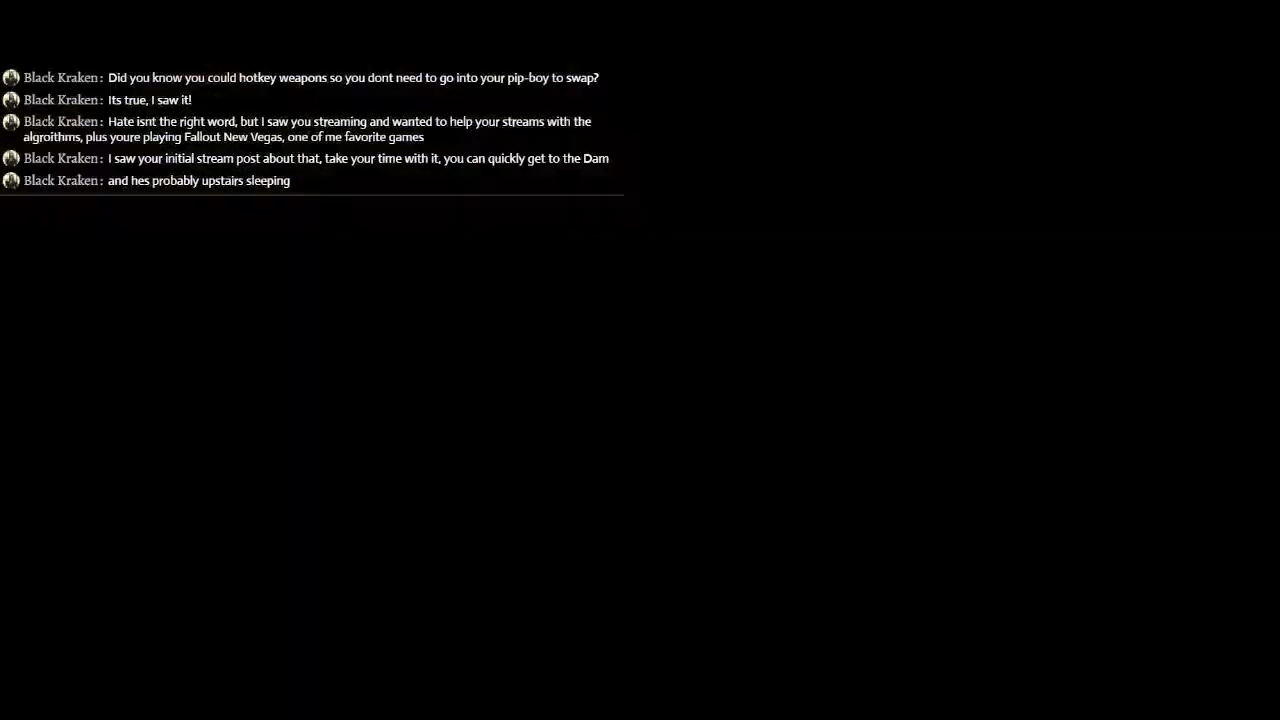 Black Kraken: Did you know you could hotkey weapons so you dont need to go into your pip-boy to swap?
Black Kraken: Its true, I saw it!
Black Kraken: Hate isnt the right word, but I saw you streaming and wanted to help your streams with the
algroithms, plus youre playing Fallout New Vegas, one of me favorite games
Black Kraken: I saw your initial stream post about that, take your time with it, you can quickly get to the Dam
Black Kraken: and hes probably upstairs sleeping